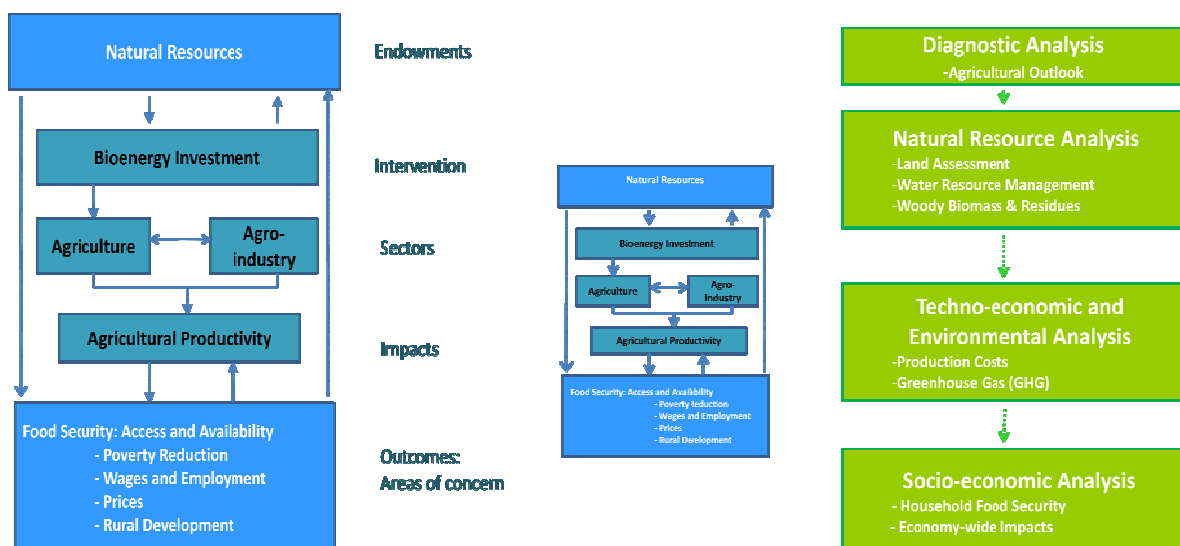 Natural Resources
Bioenergy Investment
Agriculture
Agro-
industry
Agricultural Productivity
Food Security: Access and Availability
- Poverty Reduction
- Wages and Employment
- Prices
- Rural Development
Endowments
Intervention
Sectors
Impacts
Outcomes:
Areas of concern
Natural Resources
Bioenergy Investment
Agriculture
Agro-
Industry
Agricultural Productivity
Food Security: Access and Availability
- Poverty Reduction
- Wages and Employment
- Prices
- Rural Development
Diagnostic Analysis
-Agricultural Outlook
Natural Resource Analysis
-Land Assessment
-Water Resource Management
-Woody Biomass & Residues
Techno-economic and
Environmental Analysis
-Production Costs
-Greenhouse Gas (GHG)
Socio-economic Analysis
- Household Food Security
- Economy-wide Impacts